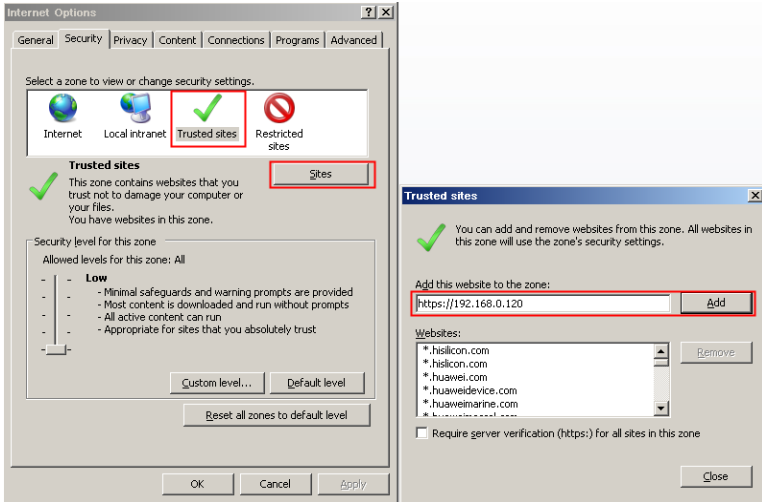 Internet Options
General Security Privacy Content Connections Programs Advanced
Select a zone to view or change security settings.
Internet Local intranet Trusted sites Restricted
sites
Trusted sites
Sites
This zone contains websites that you
trust not to damage your computer or
your files.
You have websites in this zone.
Security level for this zone
Allowed levels for this zone: All
Low
- Minimal safeguards and warning prompts are provided
- Most content is downloaded and run without prompts
- All active content can run
- Appropriate for sites that you absolutely trust
Custom level... Default level
Reset all zones to default level
OK Cancel Apply
Trusted sites
You can add and remove websites from this zone. All websites in
this zone will use the zone's security settings.
Add this website to the zone:
https://192.168.0.120 Add
Websites:
*.hisilicon.com Remove
*.hislicon.com
*.huawei.com
*.huaweidevice.com
*.huaweimarine.com
Require server verification (https:) for all sites in this zone
Close